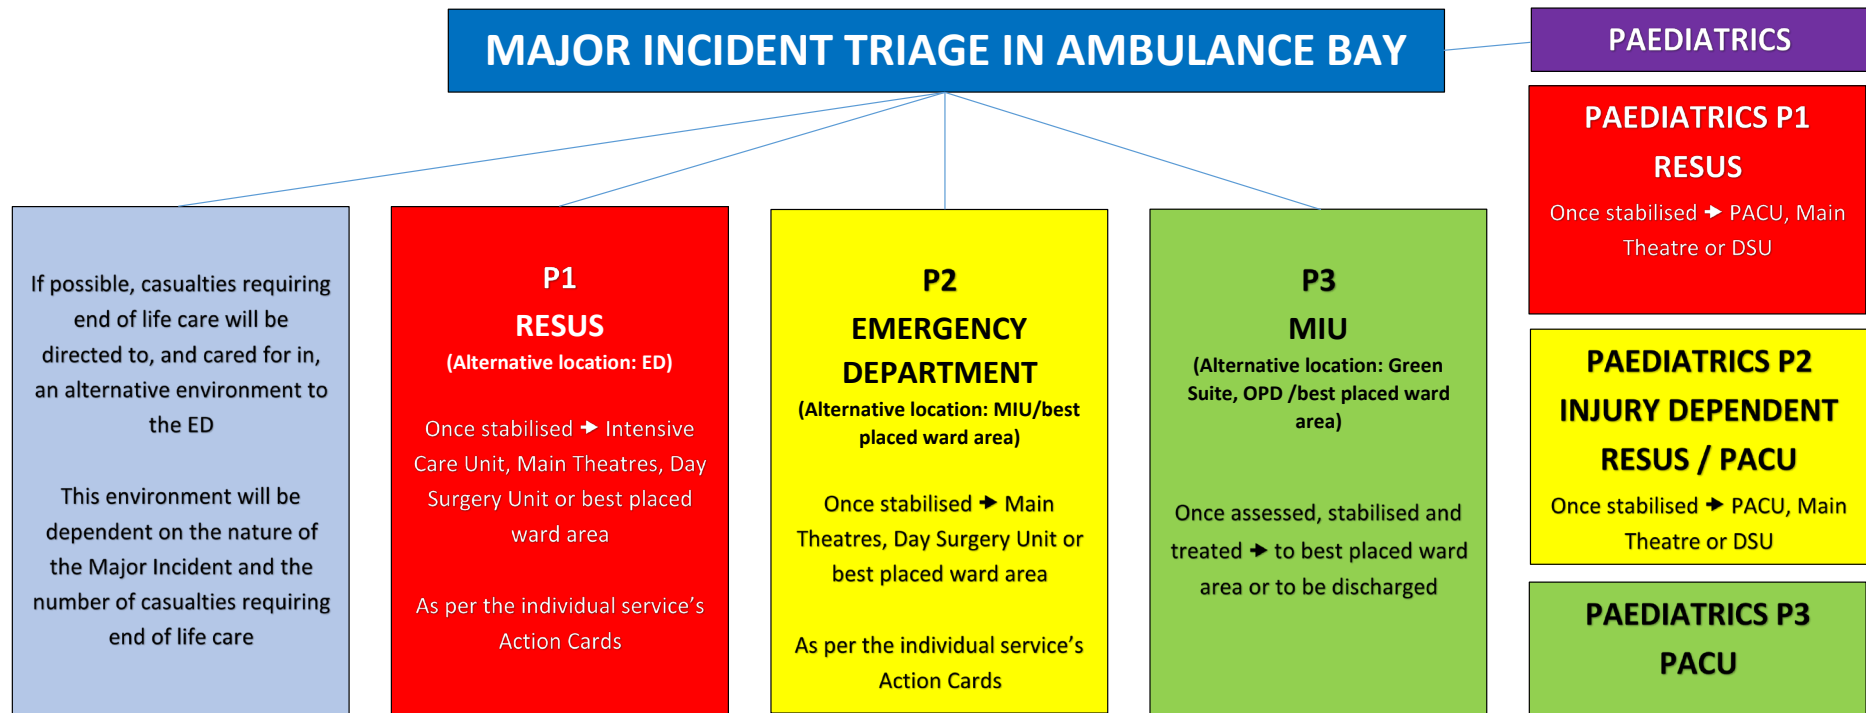 MAJOR INCIDENT TRIAGE IN AMBULANCE BAY
If possible, casualties requiring
end of life care will be
directed to, and cared for in,
an alternative environment to
the ED
This environment will be
dependent on the nature of
the Major Incident and the
number of casualties requiring
end of life care
P1
RESUS
(Alternative location: ED)
Once stabilised → Intensive
Care Unit, Main Theatres, Day
Surgery Unit or best placed
ward area
As per the individual service’s
Action Cards
P2
EMERGENCY
DEPARTMENT
(Alternative location: MIU/best
placed ward area)
Once stabilised → Main
Theatres, Day Surgery Unit or
best placed ward area
As per the individual service’s
Action Cards
P3
MIU
(Alternative location: Green
Suite, OPD /best placed ward
area)
Once assessed, stabilised and
treated → to best placed ward
area or to be discharged
PAEDIATRICS
PAEDIATRICS P1
RESUS
Once stabilised → PACU, Main
Theatre or DSU
PAEDIATRICS P2
INJURY DEPENDENT
RESUS / PACU
Once stabilised → PACU, Main
Theatre or DSU
PAEDIATRICS P3
PACU